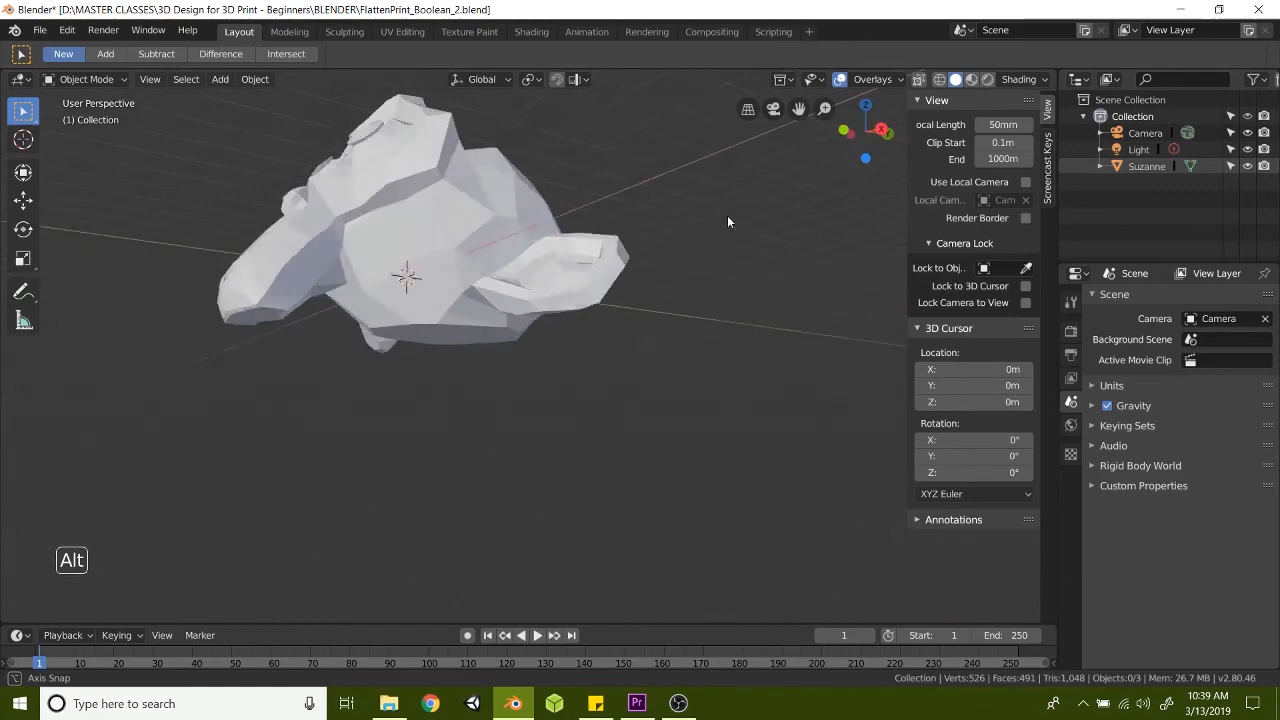 Blender* [D:\MASTER CLASSES\3D Design for 3D Print - Beginners\BLENDER\FlattenPrint_Boolean_2.blend]
File Edit Render Window Help Layout Modeling Sculpting UV Editing Texture Paint Shading Animation Rendering Compositing Scripting + Scene View Layer
New Add Subtract Difference Intersect
Object Mode View Select Add Object Global Overlays Shading
User Perspective
(1) Collection
Z
X
Y
View
ocal Length 50mm
Clip Start 0.1m
End 1000m
Use Local Camera
Local Cam.. Cam
Render Border
Camera Lock
Lock to Obj..
Lock to 3D Cursor
Lock Camera to View
3D Cursor
Location:
X: 0m
Y: 0m
Z: 0m
Rotation:
X: 0°
Y: 0°
Z: 0°
XYZ Euler
Annotations
View
Screencast Keys
Scene Collection
Collection
Camera
Light
Suzanne
Scene View Layer
Scene
Camera Camera
Background Scene
Active Movie Clip
Units
Gravity
Keying Sets
Audio
Rigid Body World
Custom Properties
Alt
Playback Keying View Marker 1 Start: 1 End: 250
1 10 20 30 40 50 60 70 80 90 100 110 120 130 140 150 160 170 180 190 200 210 220 230 240 250
Axis Snap Collection | Verts:526 | Faces:491 | Tris:1,048 | Objects:0/3 | Mem: 26.7 MB | v2.80.46
Type here to search Pr 10:39 AM
3/13/2019